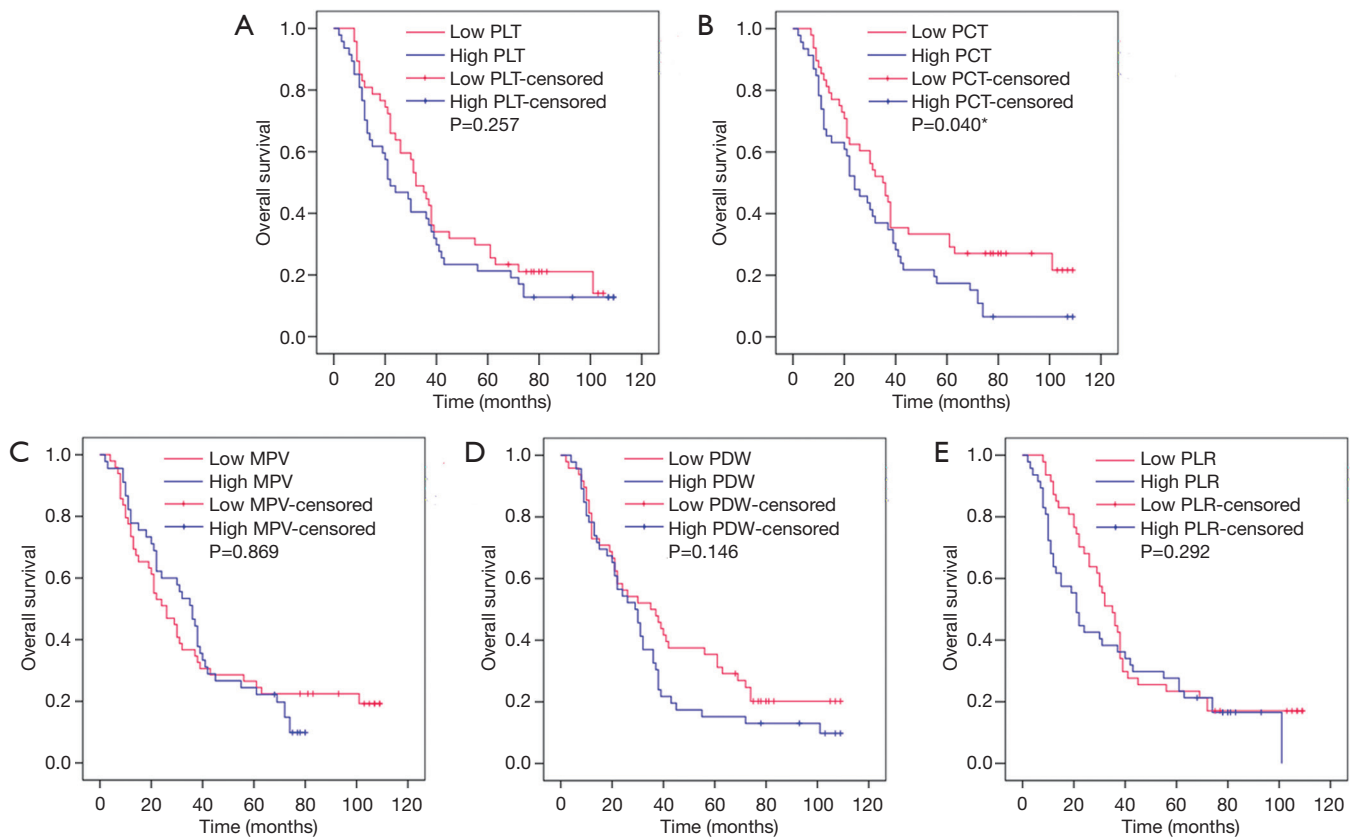 A
Low PLT
High PLT
Low PLT-censored
High PLT-censored
P=0.257
Overall survival
1.0
0.8
0.6
0.4
0.2
0.0
0 20 40 60 80 100 120
Time (months)
B
Low PCT
High PCT
Low PCT-censored
High PCT-censored
P=0.040*
Overall survival
1.0
0.8
0.6
0.4
0.2
0.0
0 20 40 60 80 100 120
Time (months)
C
Low MPV
High MPV
Low MPV-censored
High MPV-censored
P=0.869
Overall survival
1.0
0.8
0.6
0.4
0.2
0.0
0 20 40 60 80 100 120
Time (months)
D
Low PDW
High PDW
Low PDW-censored
High PDW-censored
P=0.146
Overall survival
1.0
0.8
0.6
0.4
0.2
0.0
0 20 40 60 80 100 120
Time (months)
E
Low PLR
High PLR
Low PLR-censored
High PLR-censored
P=0.292
Overall survival
1.0
0.8
0.6
0.4
0.2
0.0
0 20 40 60 80 100 120
Time (months)